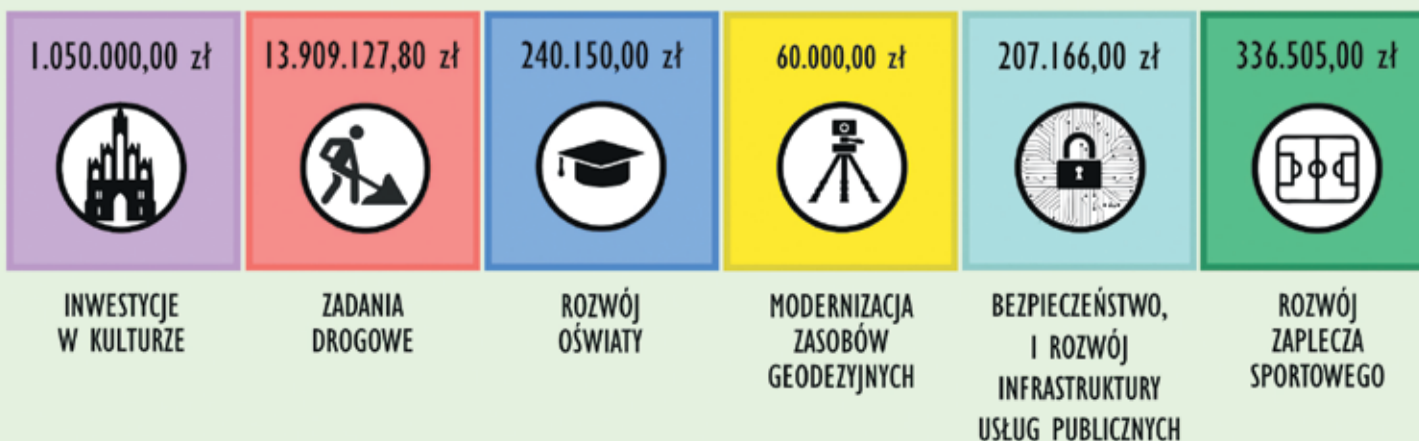 1.050.000,00 zł
13.909.127,80 zł
240.150,00 zł
60.000,00 zł
207.166,00 zł
336.505,00 zł
INWESTYCJE
W KULTURZE
ZADANIA
DROGOWE
ROZWÓJ
OŚWIATY
MODERNIZACJA
ZASOBÓW
GEODEZYJNYCH
BEZPIECZEŃSTWO,
I ROZWÓJ
INFRASTRUKTURY
USŁUG PUBLICZNYCH
ROZWÓJ
ZAPLECZA
SPORTOWEGO